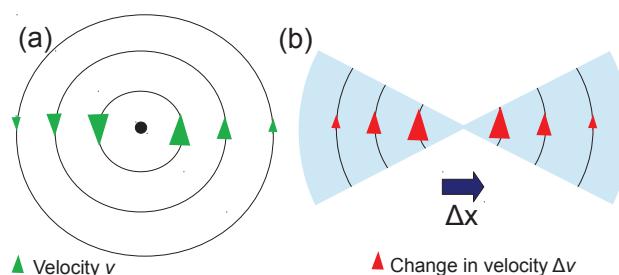 (a)
(b)
Δx
Velocity v
Change in velocity Δv